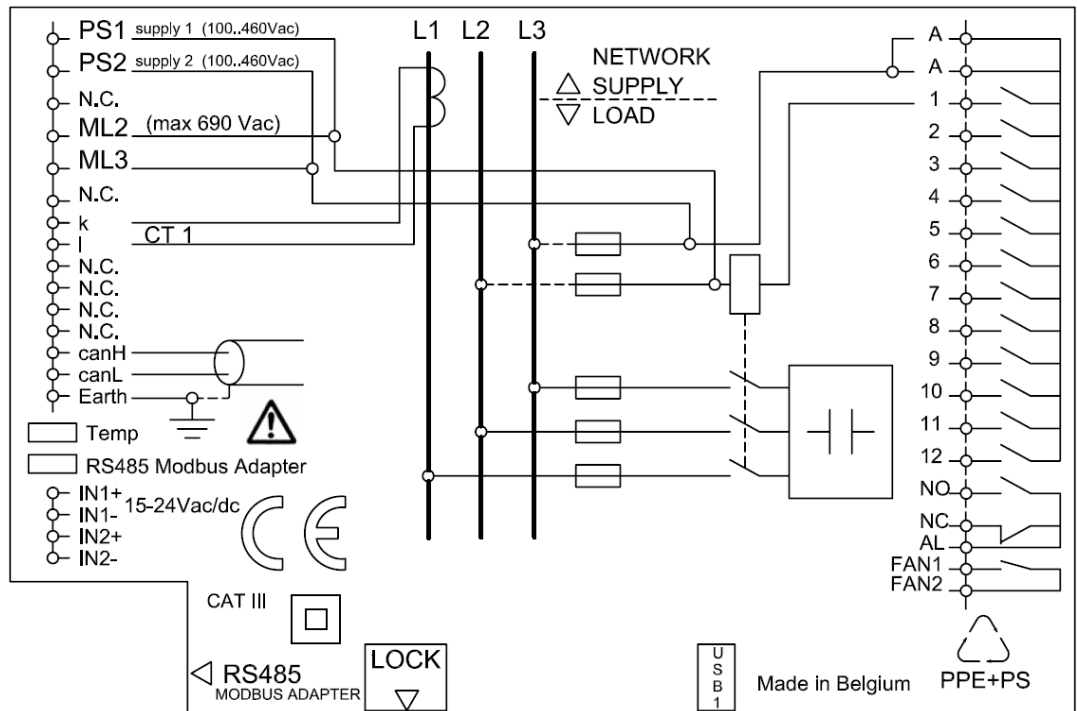 PS1 supply 1 (100..460Vac)
PS2 supply 2 (100..460Vac)
N.C.
ML2 (max 690 Vac)
ML3
N.C.
k
l CT 1
N.C.
N.C.
N.C.
N.C.
canH
canL
Earth
Temp
RS485 Modbus Adapter
IN1+
IN1-
IN2+
IN2-
15-24Vac/dc
CE
CAT III
RS485
MODBUS ADAPTER
LOCK
L1 L2 L3
NETWORK
SUPPLY
LOAD
A
A
1
2
3
4
5
6
7
8
9
10
11
12
NO
NC
AL
FAN1
FAN2
USB1
Made in Belgium
PPE+PS